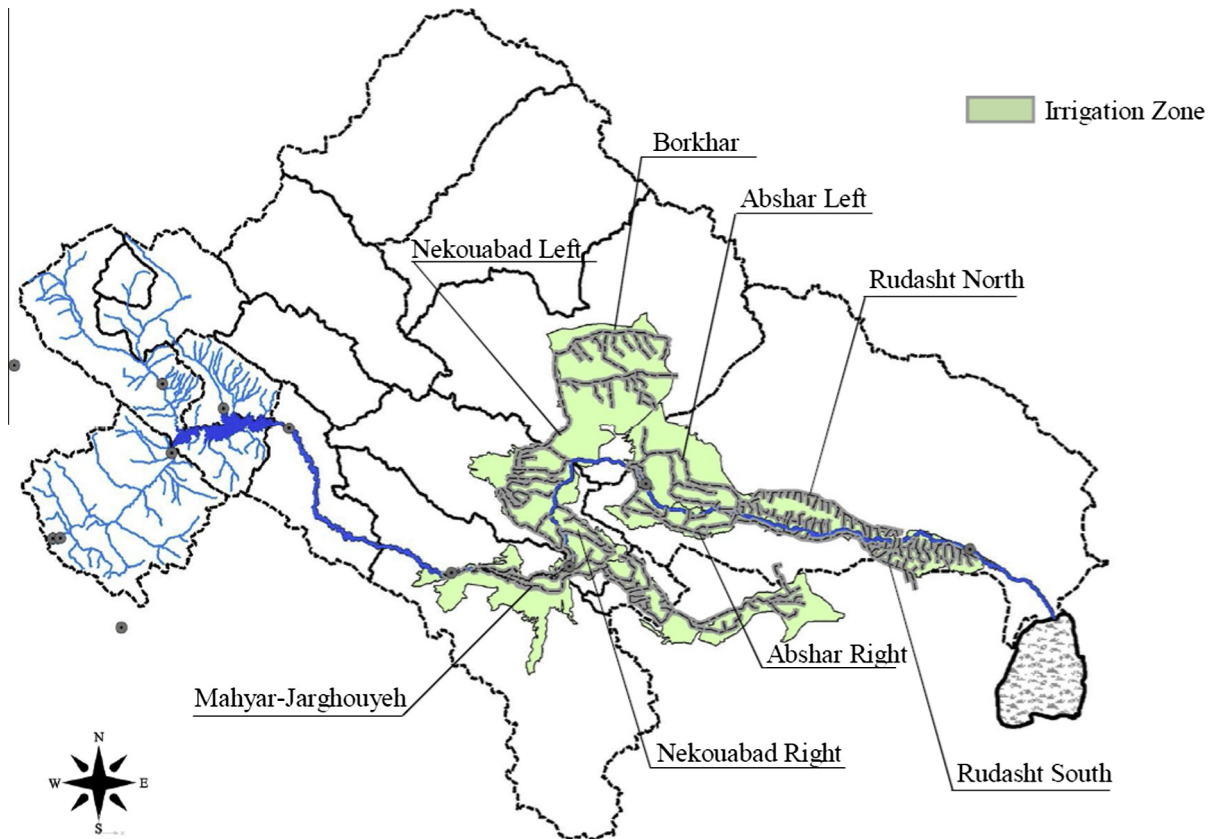 Irrigation Zone
Borkhar
Abshar Left
Nekouabad Left
Rudasht North
Abshar Right
Mahyar-Jarghouyeh
Nekouabad Right
Rudasht South
N
W
E
S